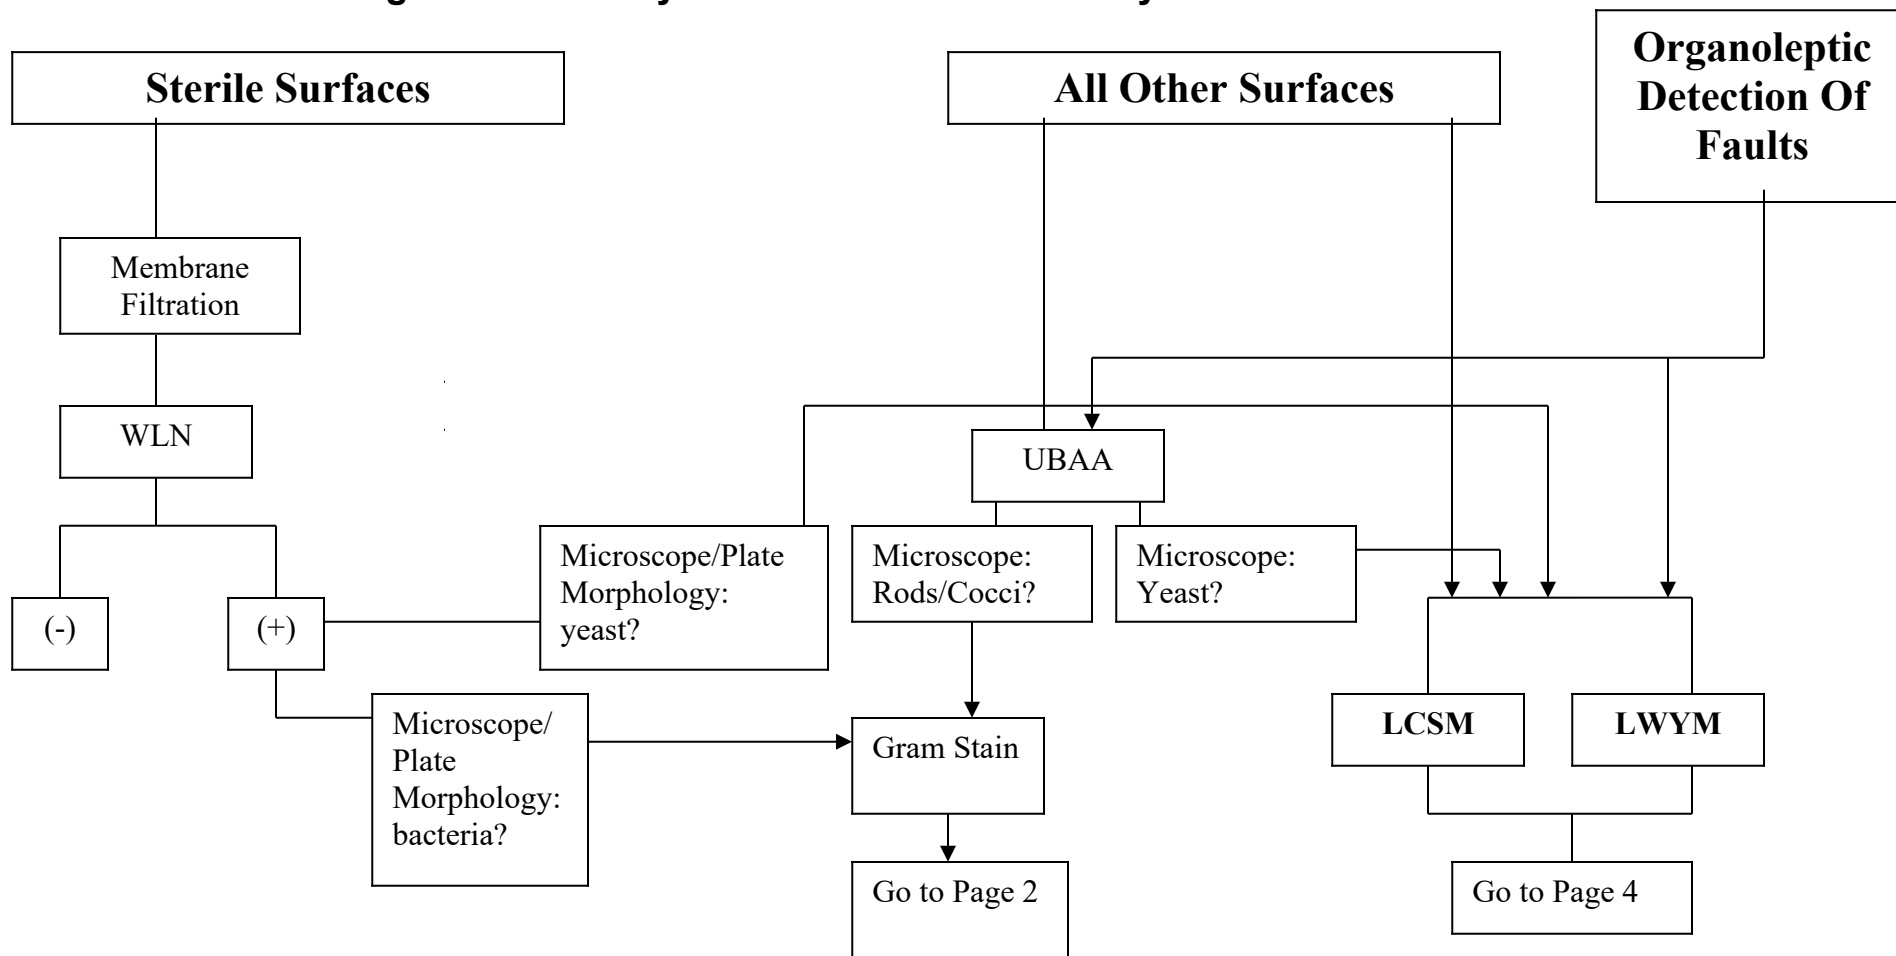 Sterile Surfaces
All Other Surfaces
Organoleptic
Detection Of
Faults
Membrane
Filtration
WLN
UBAA
(-)
(+)
Microscope/Plate
Morphology:
yeast?
Microscope:
Rods/Cocci?
Microscope:
Yeast?
Microscope/
Plate
Morphology:
bacteria?
Gram Stain
LCSM
LWYM
Go to Page 2
Go to Page 4